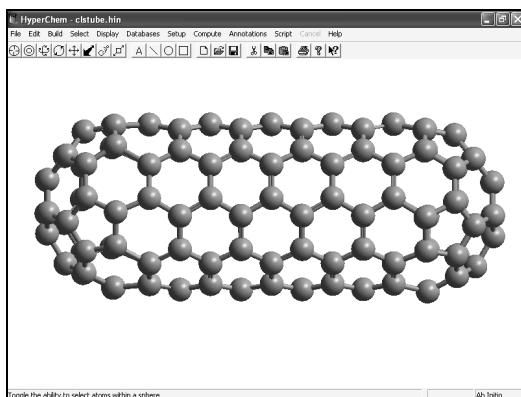 HyperChem - clstube.hin
File Edit Build Select Display Databases Setup Compute Annotations Script Cancel Help
Toggle the ability to select atoms within a sphere. Ab Initio